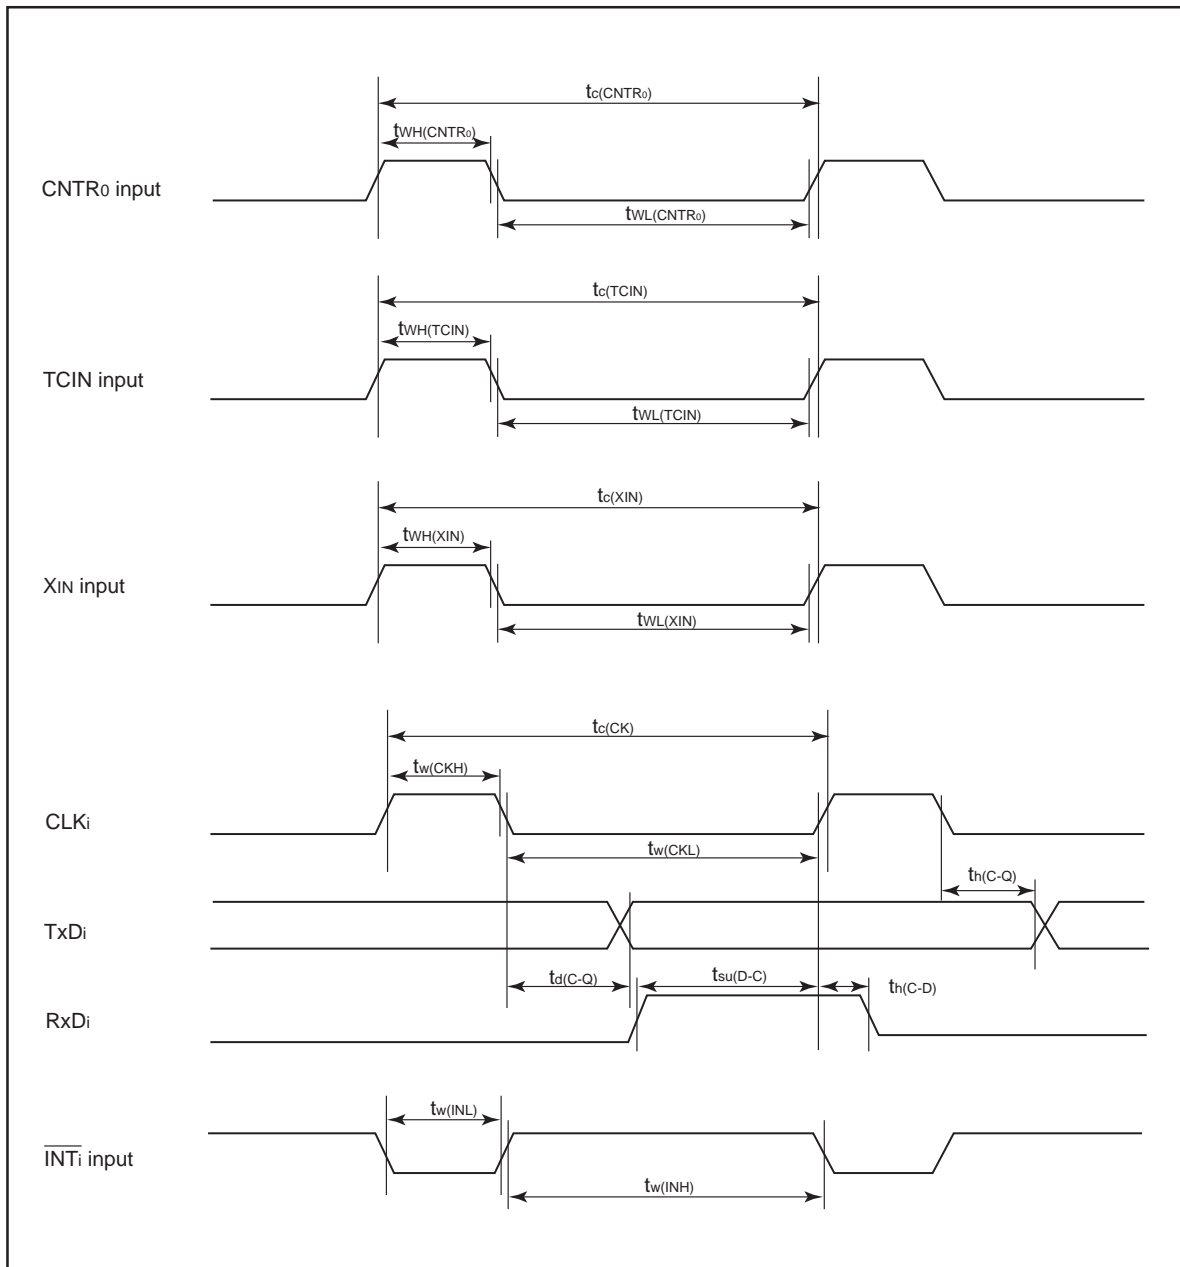 tc(CNTR0)
tWH(CNTR0)
CNTR0 input
tWL(CNTR0)
tc(TCIN)
tWH(TCIN)
TCIN input
tWL(TCIN)
tc(XIN)
tWH(XIN)
XIN input
tWL(XIN)
tc(CK)
tw(CKH)
CLKi
tw(CKL)
th(C-Q)
TxDi
td(C-Q)
tsu(D-C)
th(C-D)
RxDi
tw(INL)
INTi input
tw(INH)